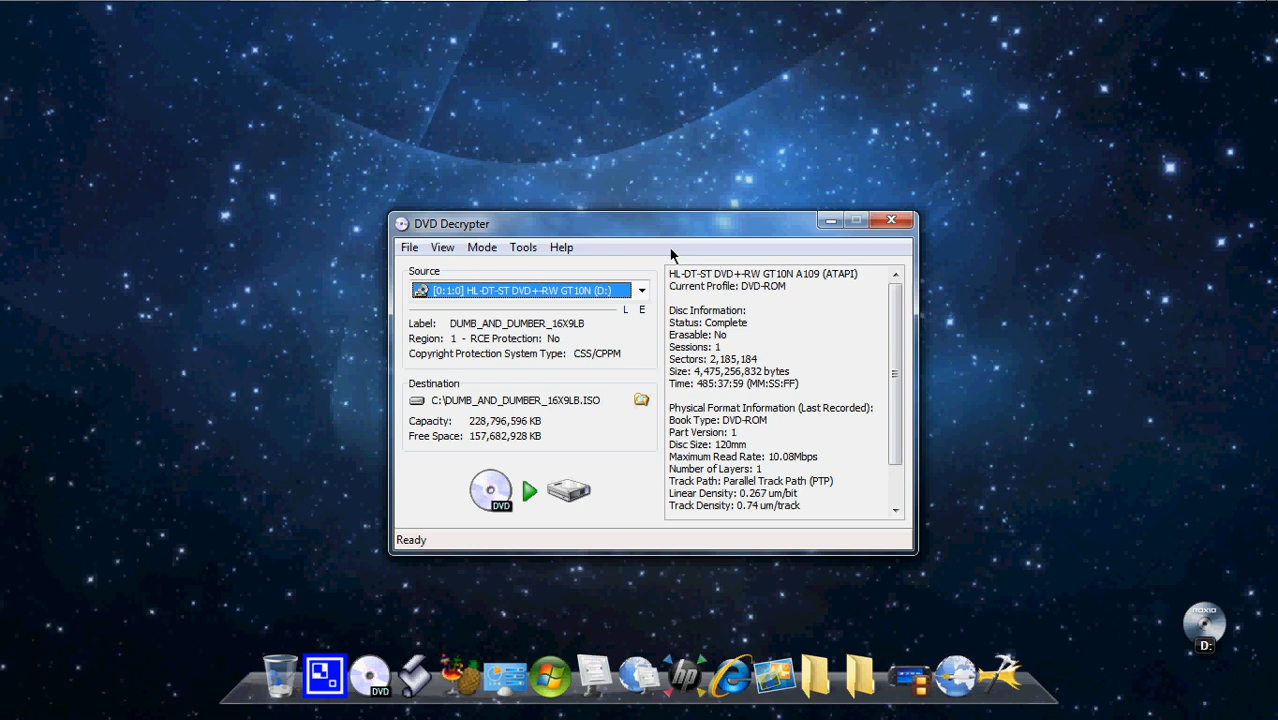 DVD Decrypter
File View Mode Tools Help
Source
[0:1:0] HL-DT-ST DVD+-RW GT10N (D:)
L E
Label: DUMB_AND_DUMBER_16X9LB
Region: 1 - RCE Protection: No
Copyright Protection System Type: CSS/CPPM
Destination
C:\DUMB_AND_DUMBER_16X9LB.ISO
Capacity: 228,796,596 KB
Free Space: 157,682,928 KB
DVD
HL-DT-ST DVD+-RW GT10N A109 (ATAPI)
Current Profile: DVD-ROM
Disc Information:
Status: Complete
Erasable: No
Sessions: 1
Sectors: 2,185,184
Size: 4,475,256,832 bytes
Time: 485:37:59 (MM:SS:FF)
Physical Format Information (Last Recorded):
Book Type: DVD-ROM
Part Version: 1
Disc Size: 120mm
Maximum Read Rate: 10.08Mbps
Number of Layers: 1
Track Path: Parallel Track Path (PTP)
Linear Density: 0.267 um/bit
Track Density: 0.74 um/track
Ready
D:
DVD
hp